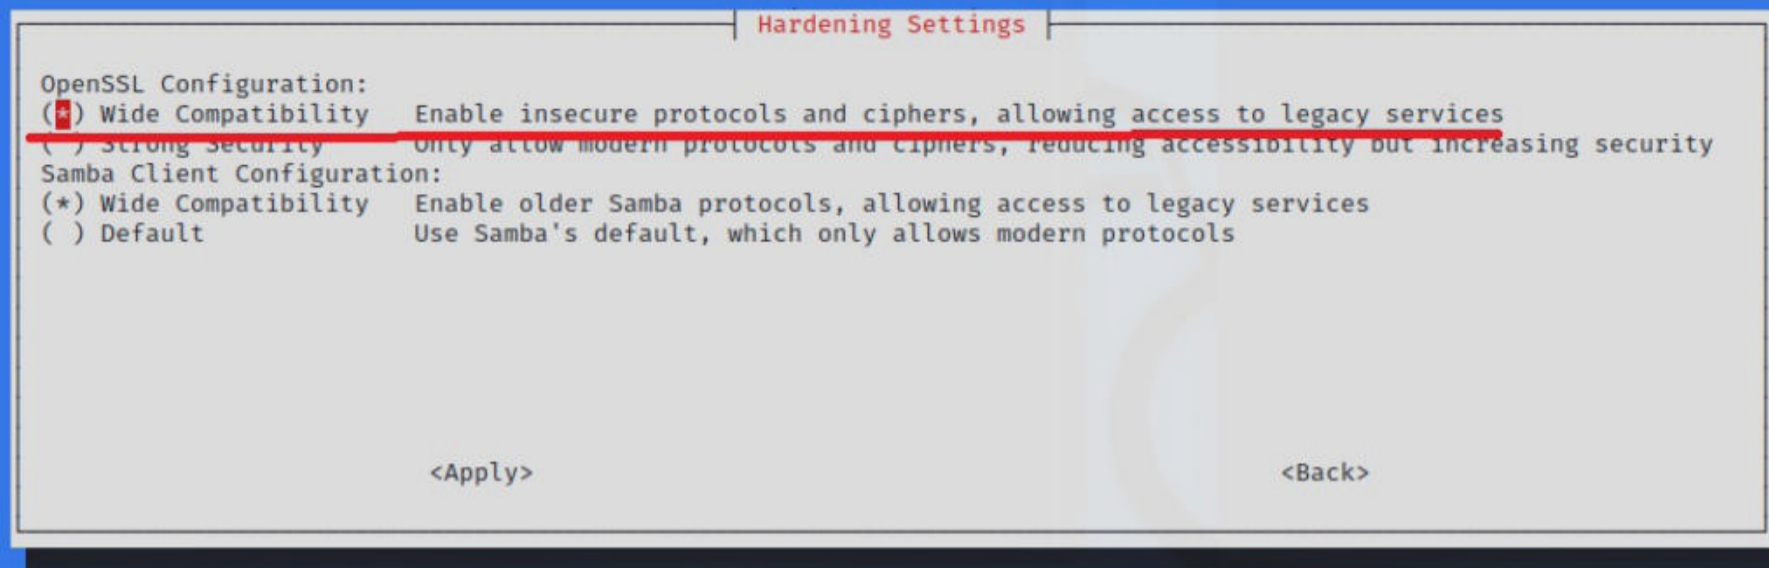 Hardening Settings
OpenSSL Configuration:
(*) Wide Compatibility Enable insecure protocols and ciphers, allowing access to legacy services
( ) Strong Security Only allow modern protocols and ciphers, reducing accessibility but increasing security
Samba Client Configuration:
(*) Wide Compatibility Enable older Samba protocols, allowing access to legacy services
( ) Default Use Samba's default, which only allows modern protocols
<Apply> <Back>